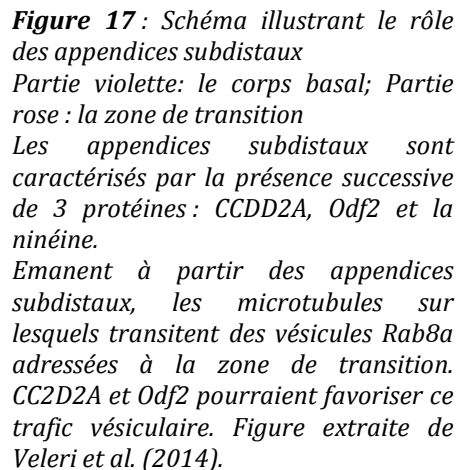 Figure 17 : Schéma illustrant le rôle
des appendices subdistaux
Partie violette: le corps basal; Partie
rose : la zone de transition
Les appendices subdistaux sont
caractérisés par la présence successive
de 3 protéines : CCDD2A, Odf2 et la
ninéine.
Emanent à partir des appendices
subdistaux, les microtubules sur
lesquels transitent des vésicules Rab8a
adressées à la zone de transition.
CC2D2A et Odf2 pourraient favoriser ce
trafic vésiculaire. Figure extraite de
Veleri et al. (2014).